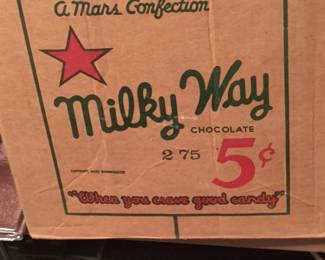 a Mars Confection
Milky Way
CHOCOLATE
2 75 5¢
"When you crave good candy"